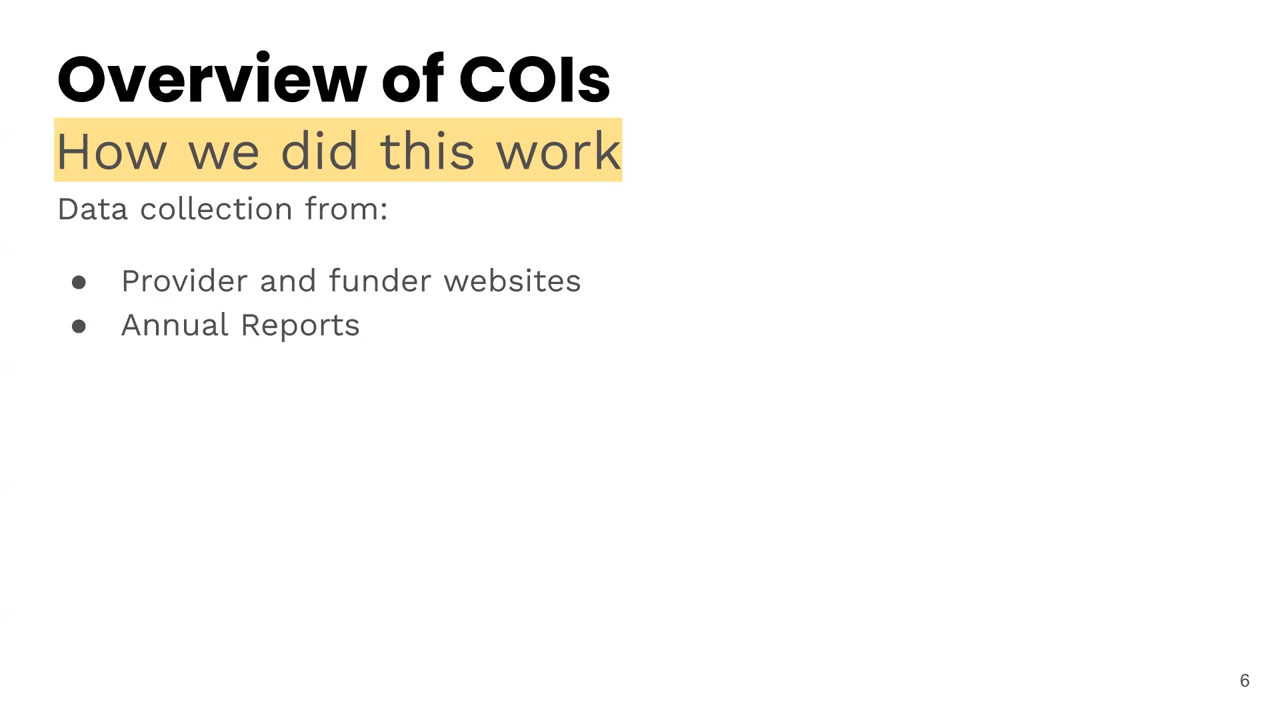 Overview of COIs
How we did this work
Data collection from:
● Provider and funder websites
● Annual Reports
6